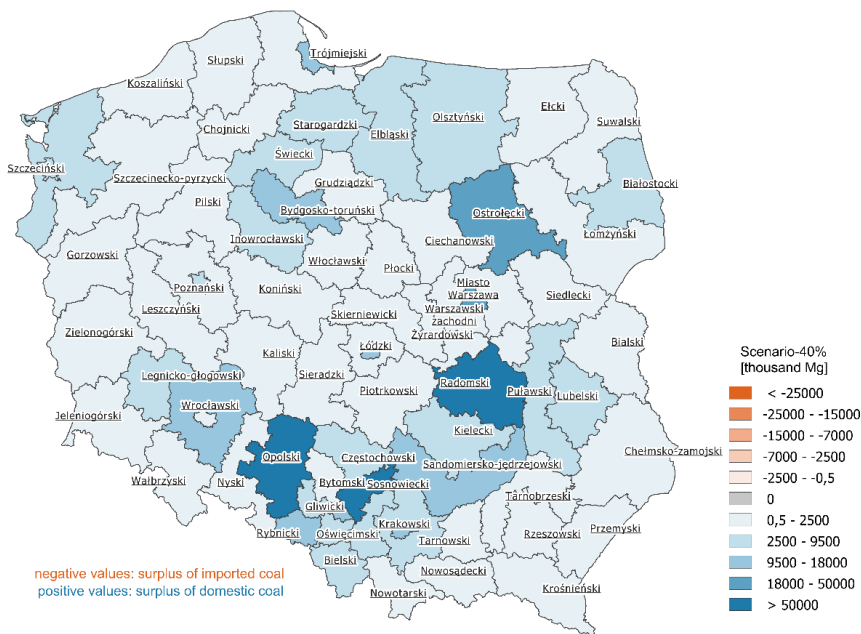 Trójmiejski
Słupski
Koszaliński
Ełcki
Suwalski
Olsztyński
Starogardzki
Chojnicki
Elbląski
Świecki
Szczeciński
Szczecinecko-pyrzycki
Grudziądzki
Białostocki
Pilski
Bydgosko-toruński
Ostrołęcki
Łomżyński
Inowrocławski
Ciechanowski
Gorzowski
Włocławski
Płocki
Poznański
Koniński
Miasto
Warszawa
Siedlecki
Leszczyński
Skierniewicki
Warszawski
zachodni
Żyrardowski
Zielonogórski
Łódzki
Bialski
Kaliski
Sieradzki
Legnicko-głogowski
Piotrkowski
Radomski
Puławski
Lubelski
Wrocławski
Jeleniogórski
Kielecki
Opolski
Częstochowski
Sandomiersko-jędrzejowski
Chełmsko-zamojski
Wałbrzyski
Nyski
Bytomski
Sosnowiecki
Tarnobrzeski
Gliwicki
Krakowski
Rybnicki
Oświęcimski
Tarnowski
Rzeszowski
Przemyski
Bielski
Nowosądecki
Nowotarski
Krośnieński
negative values: surplus of imported coal
positive values: surplus of domestic coal
Scenario-40%
[thousand Mg]
< -25000
-25000 - -15000
-15000 - -7000
-7000 - -2500
-2500 - -0,5
0
0,5 - 2500
2500 - 9500
9500 - 18000
18000 - 50000
> 50000